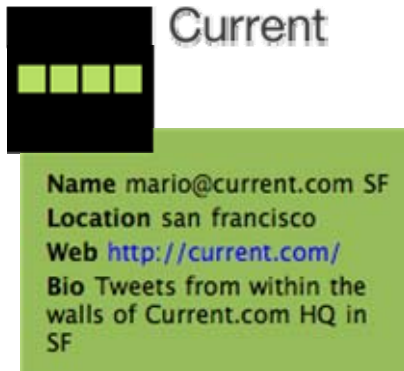 Current
Name mario@current.com SF
Location san francisco
Web http://current.com/
Bio Tweets from within the
walls of Current.com HQ in
SF